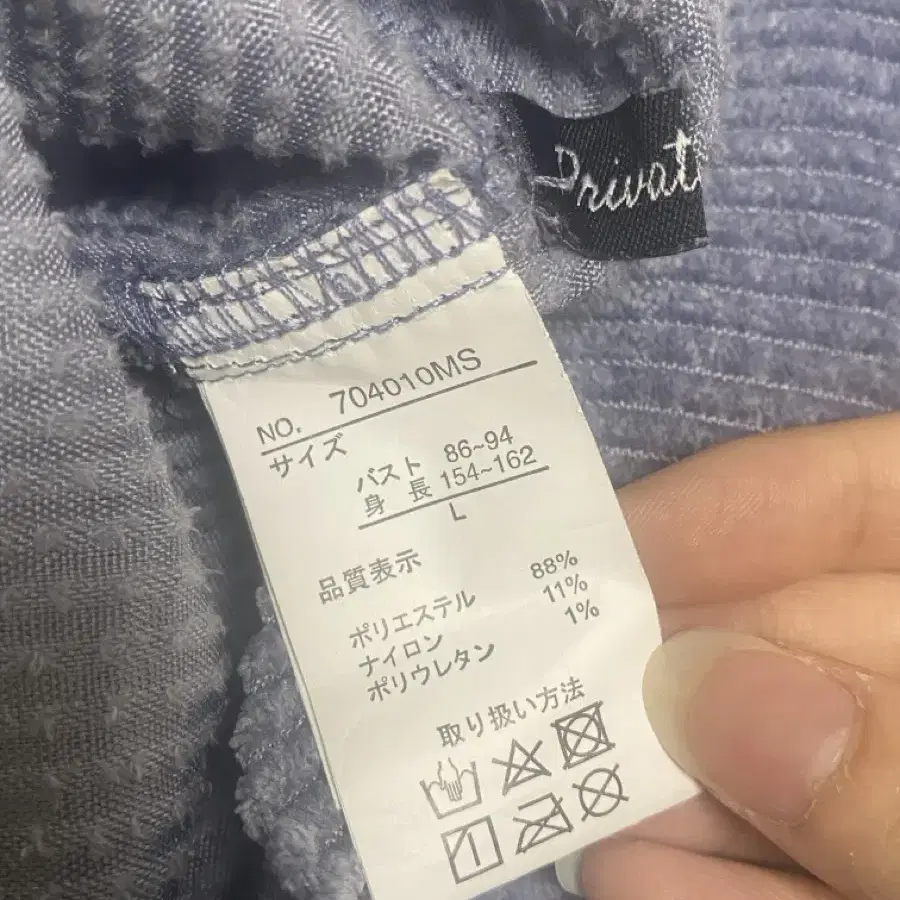 Privat
NO. 704010MS
サイズ
バスト 86~94
身 長 154~162
L
品質表示
ポリエステル 88%
ナイロン 11%
ポリウレタン 1%
取り扱い方法